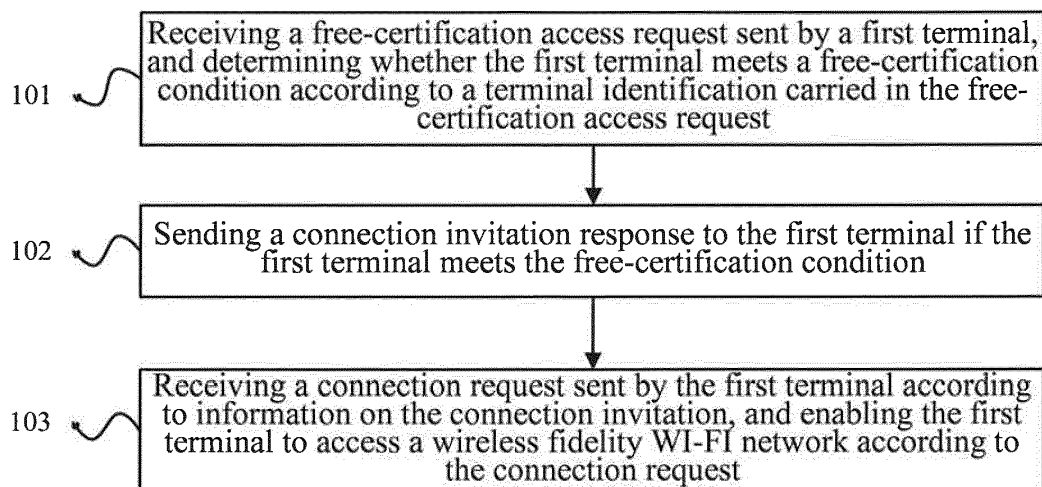 Receiving a free-certification access request sent by a first terminal,
and determining whether the first terminal meets a free-certification
condition according to a terminal identification carried in the free-
certification access request
101
Sending a connection invitation response to the first terminal if the
first terminal meets the free-certification condition
102
Receiving a connection request sent by the first terminal according
to information on the connection invitation, and enabling the first
terminal to access a wireless fidelity WI-FI network according to
the connection request
103